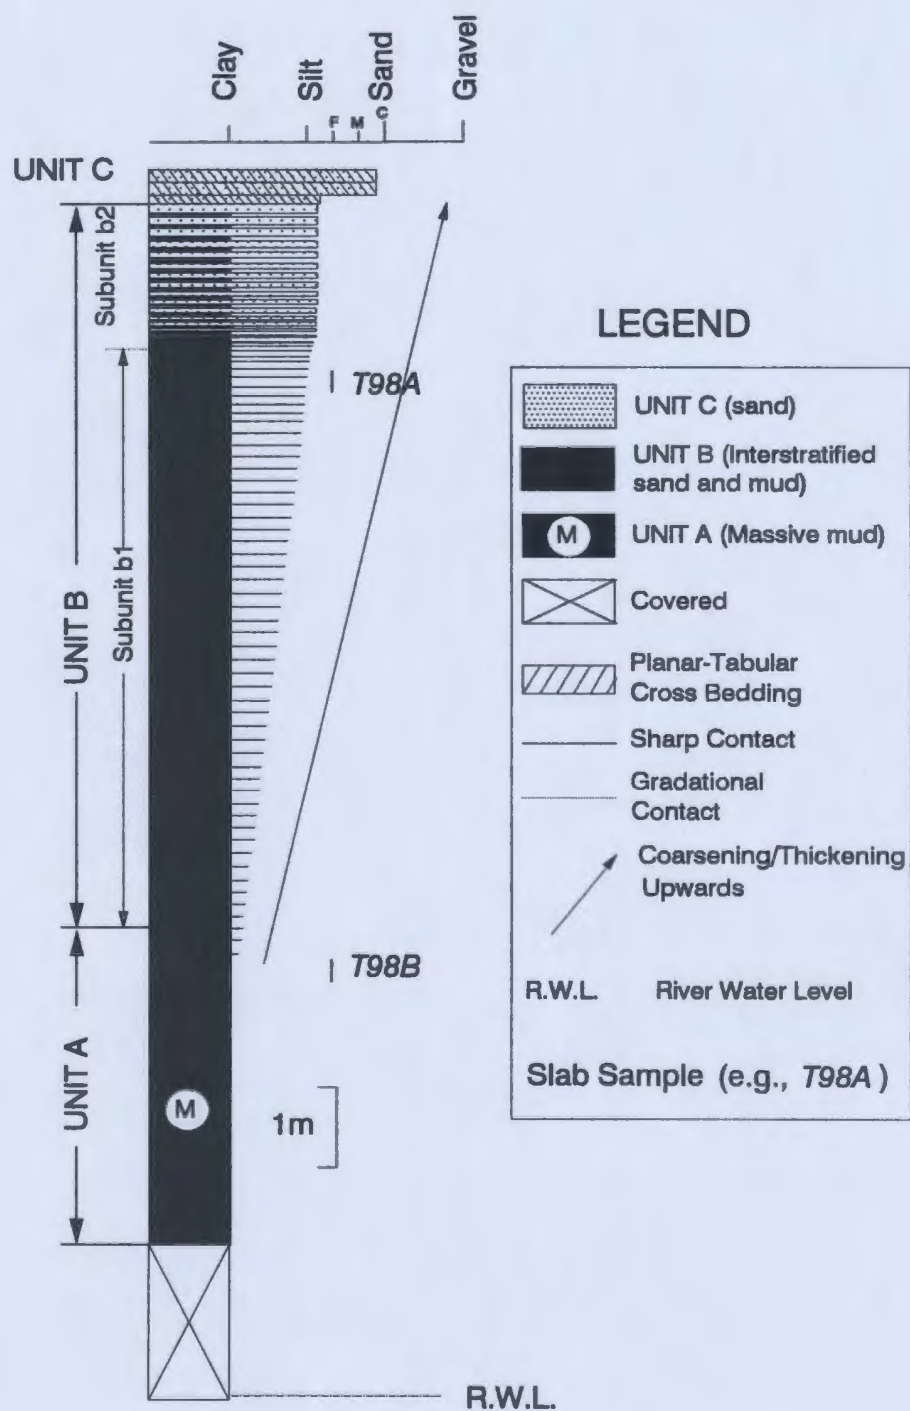 Clay
Silt
Sand
Gravel
F
M
C
UNIT C
Subunit b2
UNIT B
Subunit b1
T98A
T98B
UNIT A
M
1m
R.W.L.
LEGEND
UNIT C (sand)
UNIT B (Interstratified
sand and mud)
M
UNIT A (Massive mud)
Covered
Planar-Tabular
Cross Bedding
Sharp Contact
Gradational
Contact
Coarsening/Thickening
Upwards
R.W.L. River Water Level
Slab Sample (e.g., T98A )